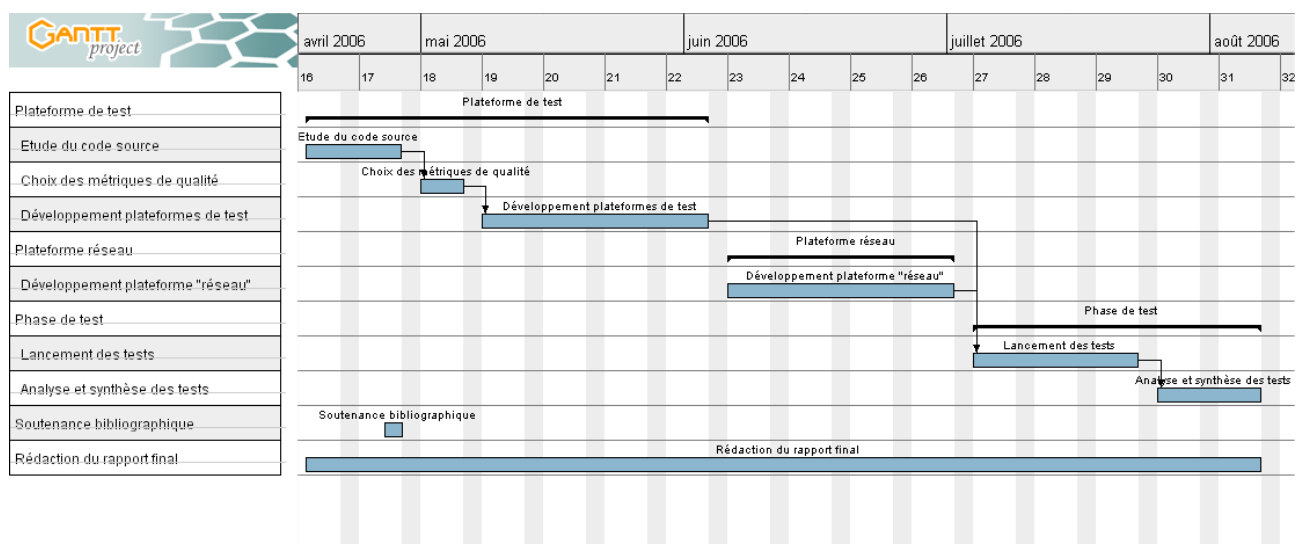 GANTT
project
avril 2006
mai 2006
juin 2006
juillet 2006
août 2006
16 17 18 19 20 21 22 23 24 25 26 27 28 29 30 31 32
Plateforme de test
Plateforme de test
Etude du code source
Etude du code source
Choix des métriques de qualité
Choix des métriques de qualité
Développement plateformes de test
Développement plateformes de test
Plateforme réseau
Plateforme réseau
Développement plateforme "réseau"
Développement plateforme "réseau"
Phase de test
Phase de test
Lancement des tests
Lancement des tests
Analyse et synthèse des tests
Analyse et synthèse des tests
Soutenance bibliographique
Soutenance bibliographique
Rédaction du rapport final
Rédaction du rapport final